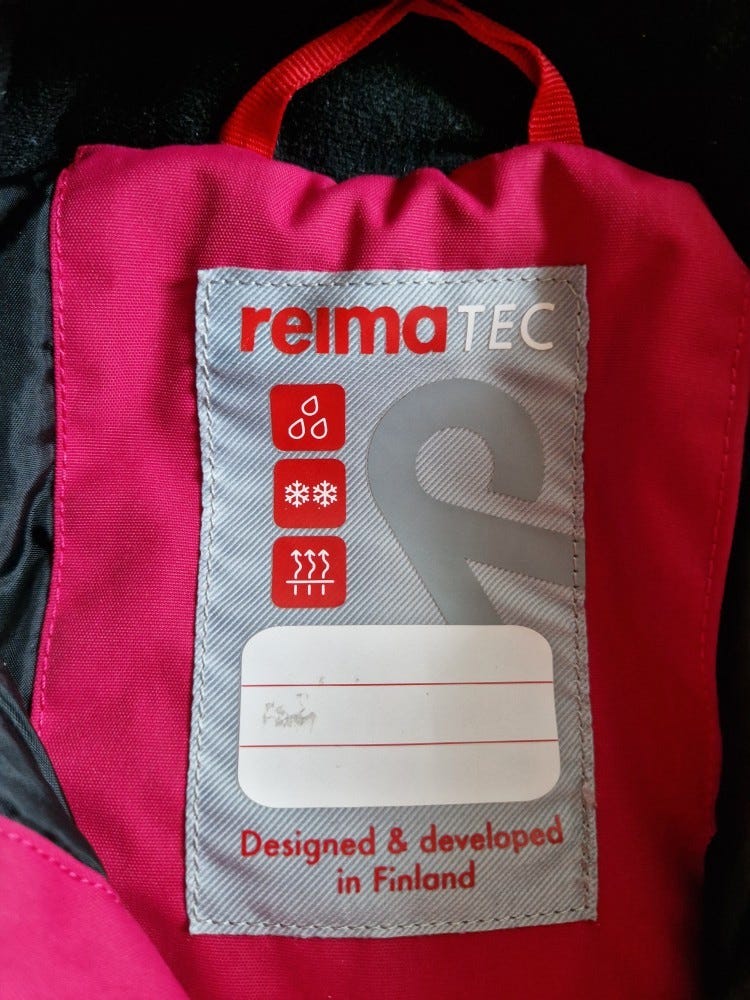 reima TEC
Designed & developed
in Finland